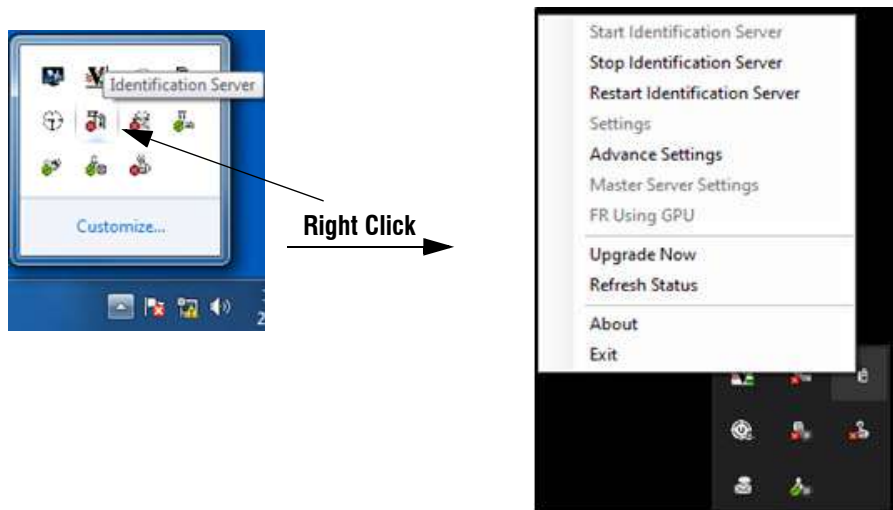 Identification Server
Customize...
Right Click
Start Identification Server
Stop Identification Server
Restart Identification Server
Settings
Advance Settings
Master Server Settings
FR Using GPU
Upgrade Now
Refresh Status
About
Exit